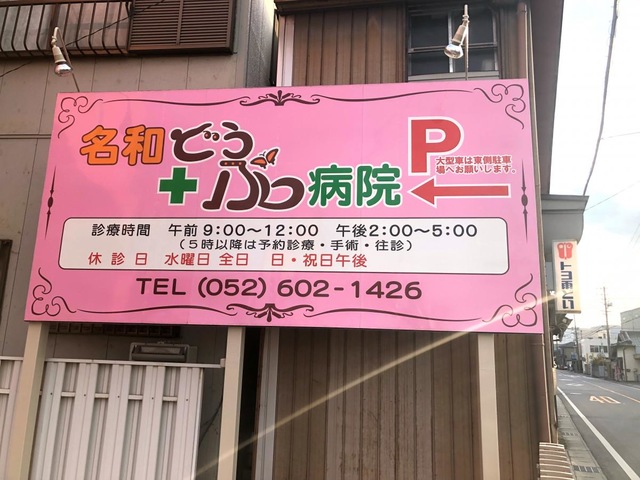 名和どうぶつ病院
P
大型車は東側駐車
場へお願いします。
診療時間 午前9:00〜12:00 午後2:00〜5:00
(5時以降は予約診療・手術・往診)
休診日 水曜日全日 日・祝日午後
TEL (052) 602-1426
40